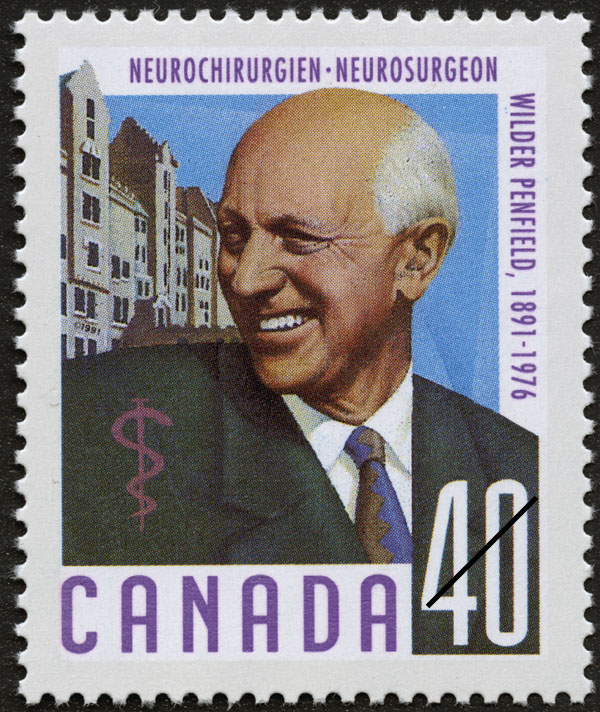 NEUROCHIRURGIEN·NEUROSURGEON
WILDER PENFIELD, 1891-1976
©1991
40
CANADA